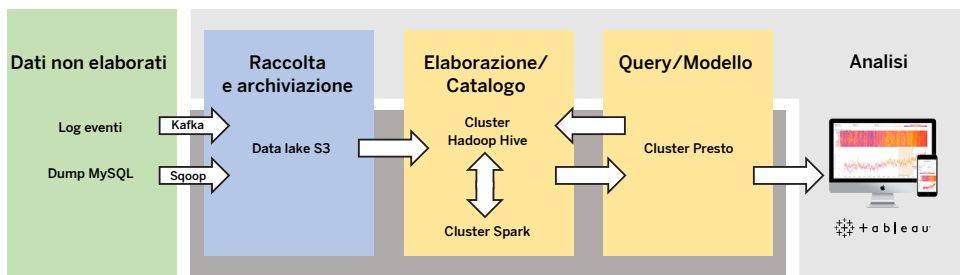 Dati non elaborati
Log eventi
Dump MySQL
Kafka
Sqoop
Raccolta
e archiviazione
Data lake S3
Elaborazione/
Catalogo
Cluster
Hadoop Hive
Cluster Spark
Query/Modello
Cluster Presto
Analisi
+ableau